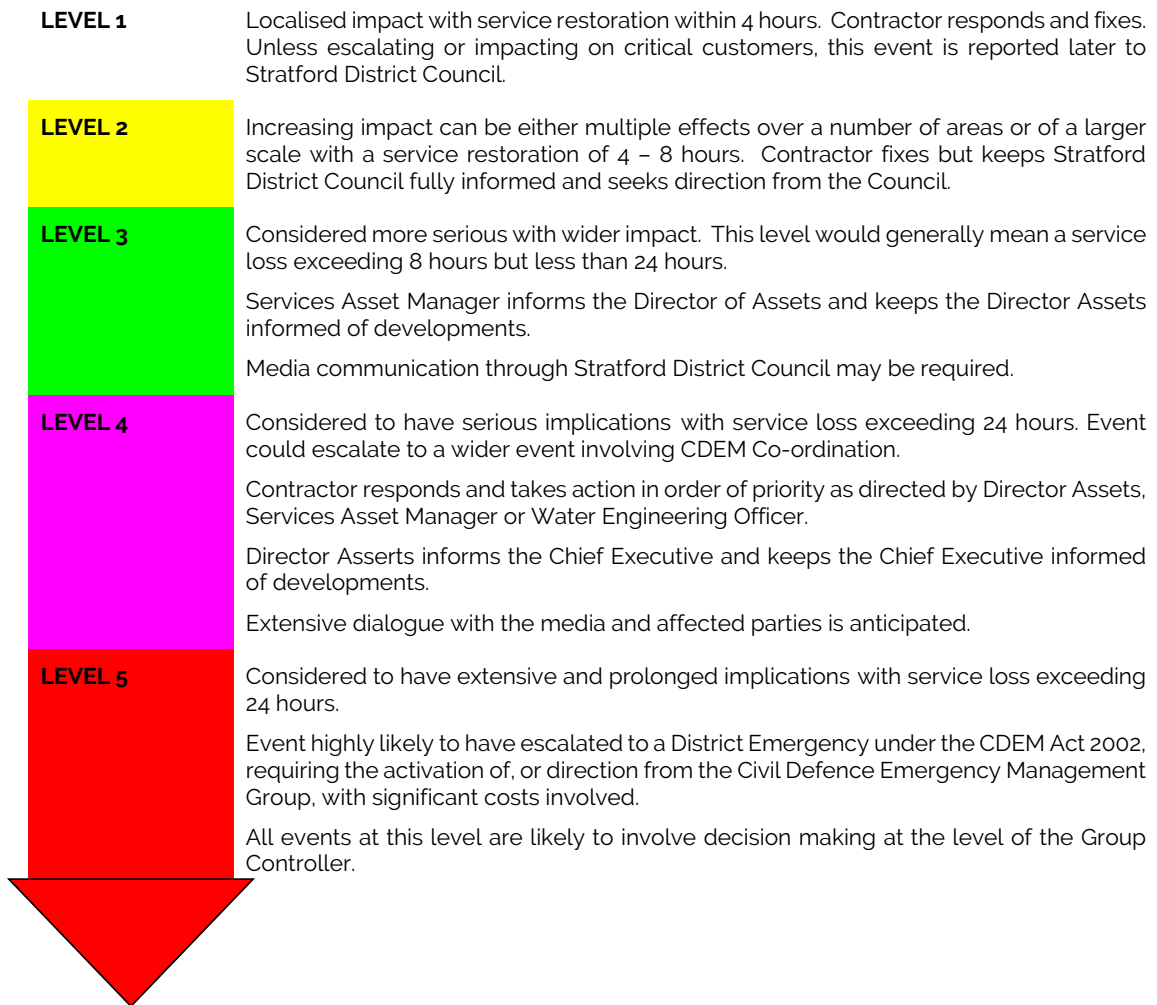 LEVEL 1
Localised impact with service restoration within 4 hours. Contractor responds and fixes.
Unless escalating or impacting on critical customers, this event is reported later to
Stratford District Council.
LEVEL 2
Increasing impact can be either multiple effects over a number of areas or of a larger
scale with a service restoration of 4 – 8 hours. Contractor fixes but keeps Stratford
District Council fully informed and seeks direction from the Council.
LEVEL 3
Considered more serious with wider impact. This level would generally mean a service
loss exceeding 8 hours but less than 24 hours.
Services Asset Manager informs the Director of Assets and keeps the Director Assets
informed of developments.
Media communication through Stratford District Council may be required.
LEVEL 4
Considered to have serious implications with service loss exceeding 24 hours. Event
could escalate to a wider event involving CDEM Co-ordination.
Contractor responds and takes action in order of priority as directed by Director Assets,
Services Asset Manager or Water Engineering Officer.
Director Asserts informs the Chief Executive and keeps the Chief Executive informed
of developments.
Extensive dialogue with the media and affected parties is anticipated.
LEVEL 5
Considered to have extensive and prolonged implications with service loss exceeding
24 hours.
Event highly likely to have escalated to a District Emergency under the CDEM Act 2002,
requiring the activation of, or direction from the Civil Defence Emergency Management
Group, with significant costs involved.
All events at this level are likely to involve decision making at the level of the Group
Controller.